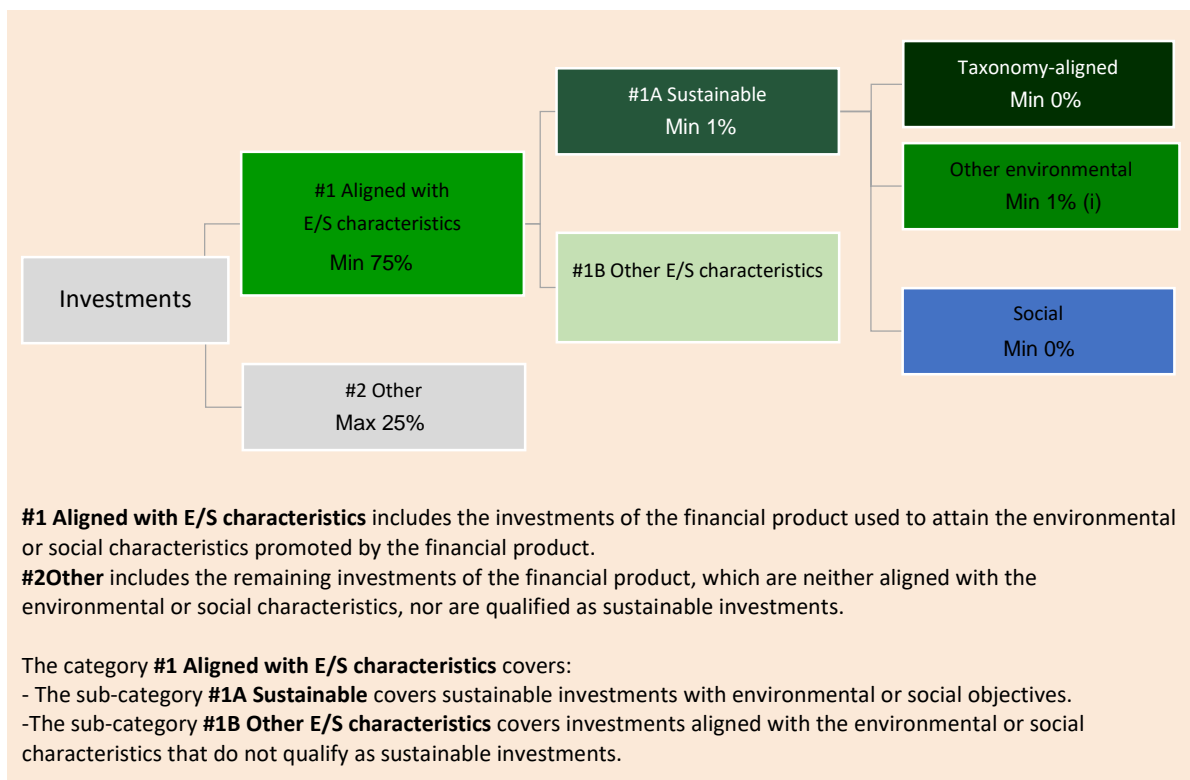 Investments
#1 Aligned with
E/S characteristics
Min 75%
#2 Other
Max 25%
#1A Sustainable
Min 1%
#1B Other E/S characteristics
Taxonomy-aligned
Min 0%
Other environmental
Min 1% (i)
Social
Min 0%
#1 Aligned with E/S characteristics includes the investments of the financial product used to attain the environmental
or social characteristics promoted by the financial product.
#2Other includes the remaining investments of the financial product, which are neither aligned with the
environmental or social characteristics, nor are qualified as sustainable investments.
The category #1 Aligned with E/S characteristics covers:
- The sub-category #1A Sustainable covers sustainable investments with environmental or social objectives.
-The sub-category #1B Other E/S characteristics covers investments aligned with the environmental or social
characteristics that do not qualify as sustainable investments.